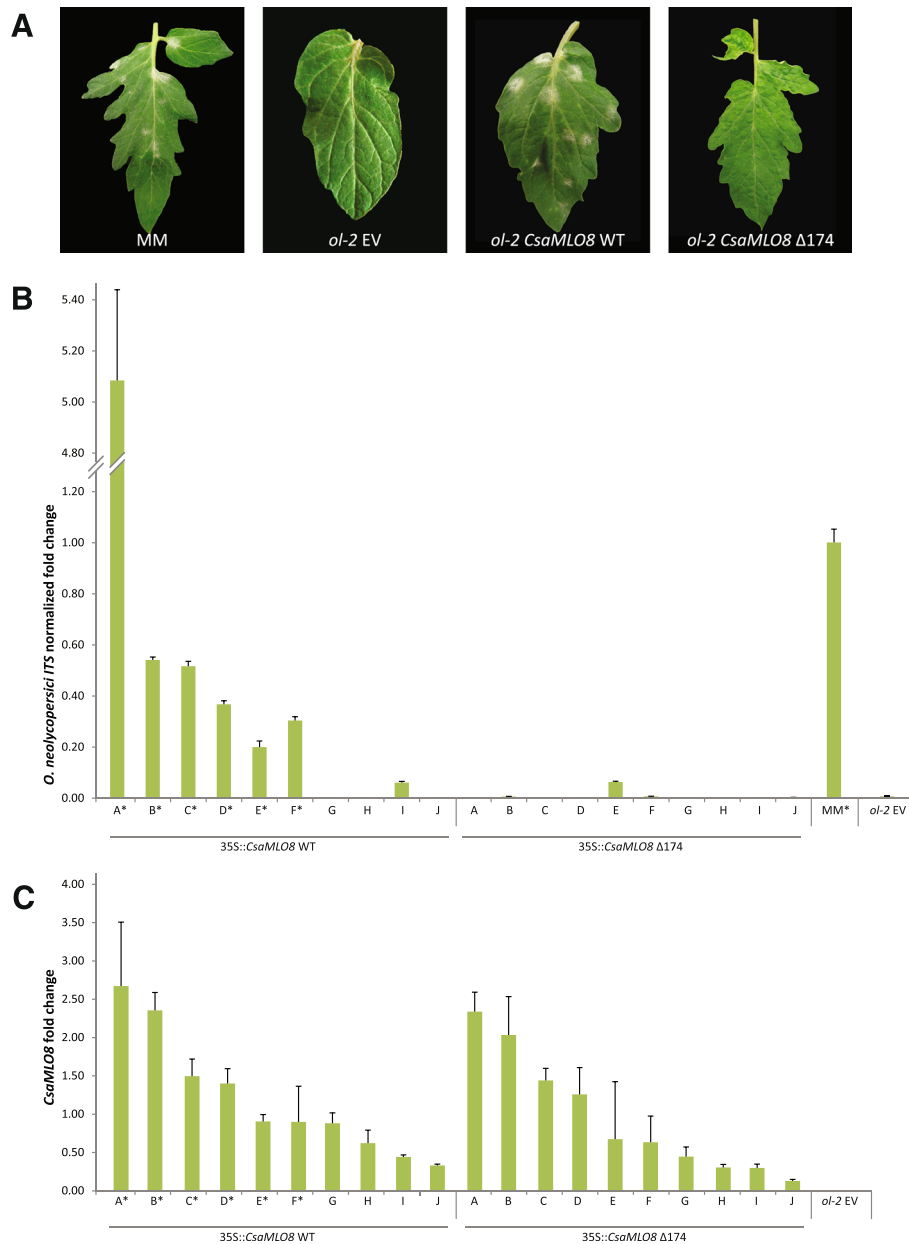 A
MM
ol-2 EV
ol-2 CsaMLO8 WT
ol-2 CsaMLO8 Δ174
B
O. neolycopersici ITS normalized fold change
5.40
5.20
5.00
4.80
1.20
1.00
0.80
0.60
0.40
0.20
0.00
A* B* C* D* E* F* G H I J A B C D E F G H I J MM* ol-2 EV
35S::CsaMLO8 WT 35S::CsaMLO8 Δ174
C
CsaMLO8 fold change
4.00
3.50
3.00
2.50
2.00
1.50
1.00
0.50
0.00
A* B* C* D* E* F* G H I J A B C D E F G H I J ol-2 EV
35S::CsaMLO8 WT 35S::CsaMLO8 Δ174